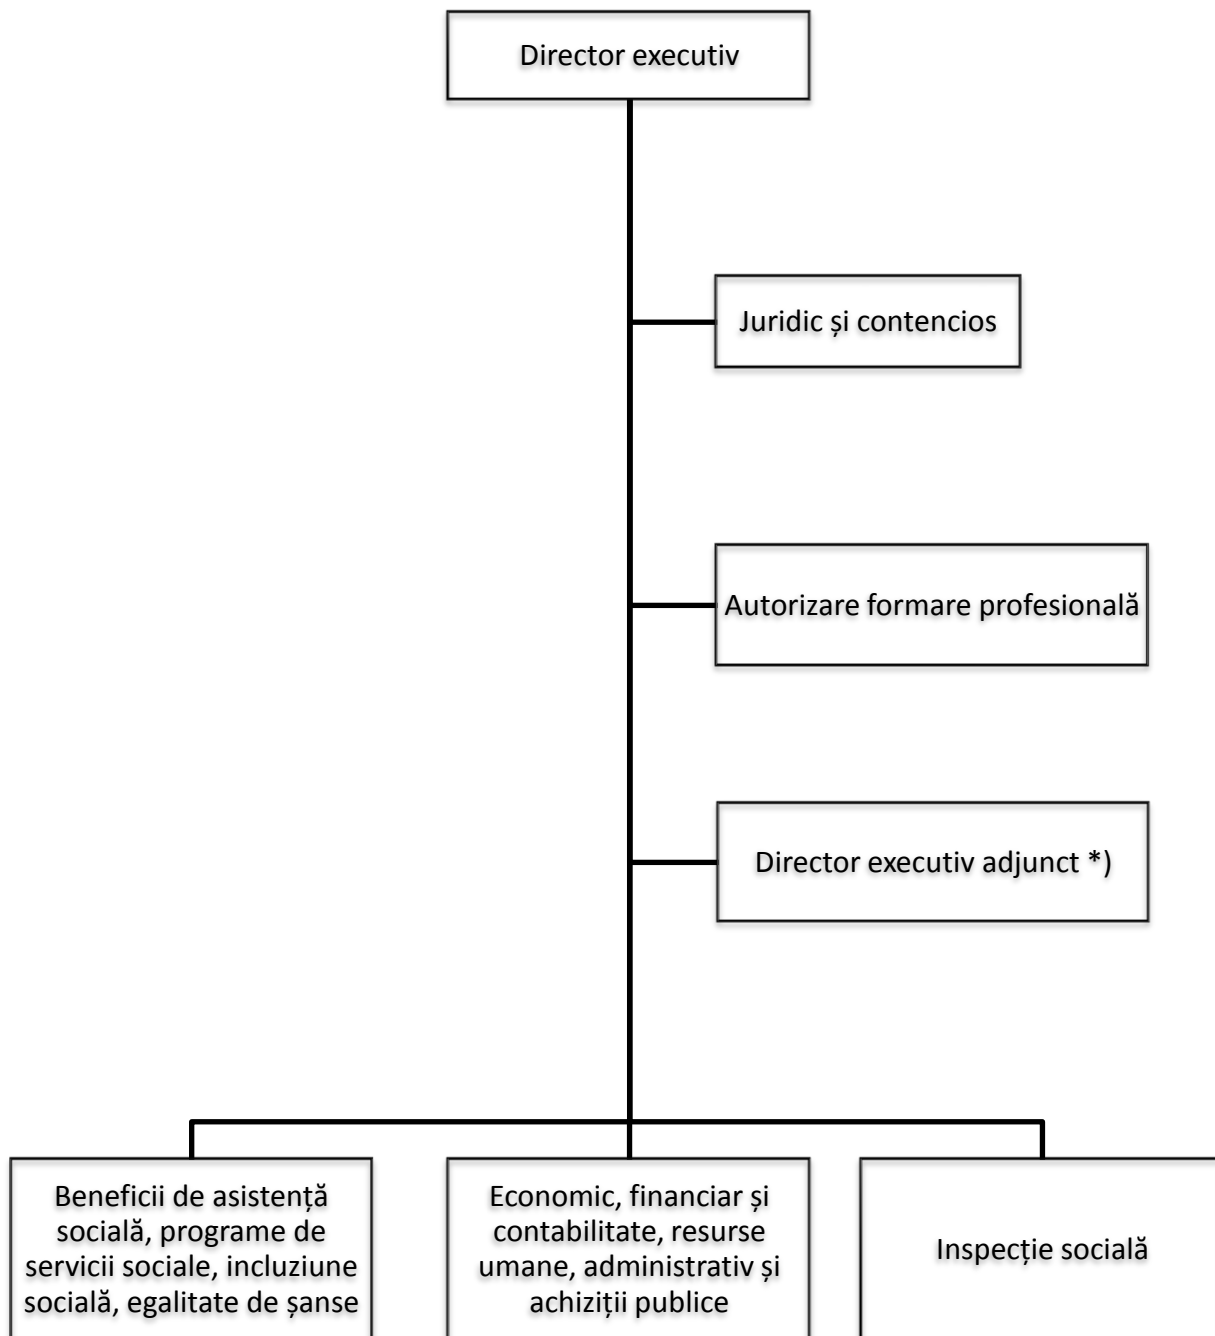 Director executiv
Juridic și contencios
Autorizare formare profesională
Director executiv adjunct *)
Beneficii de asistență
socială, programe de
servicii sociale, incluziune
socială, egalitate de șanse
Economic, financiar și
contabilitate, resurse
umane, administrativ și
achiziții publice
Inspecție socială